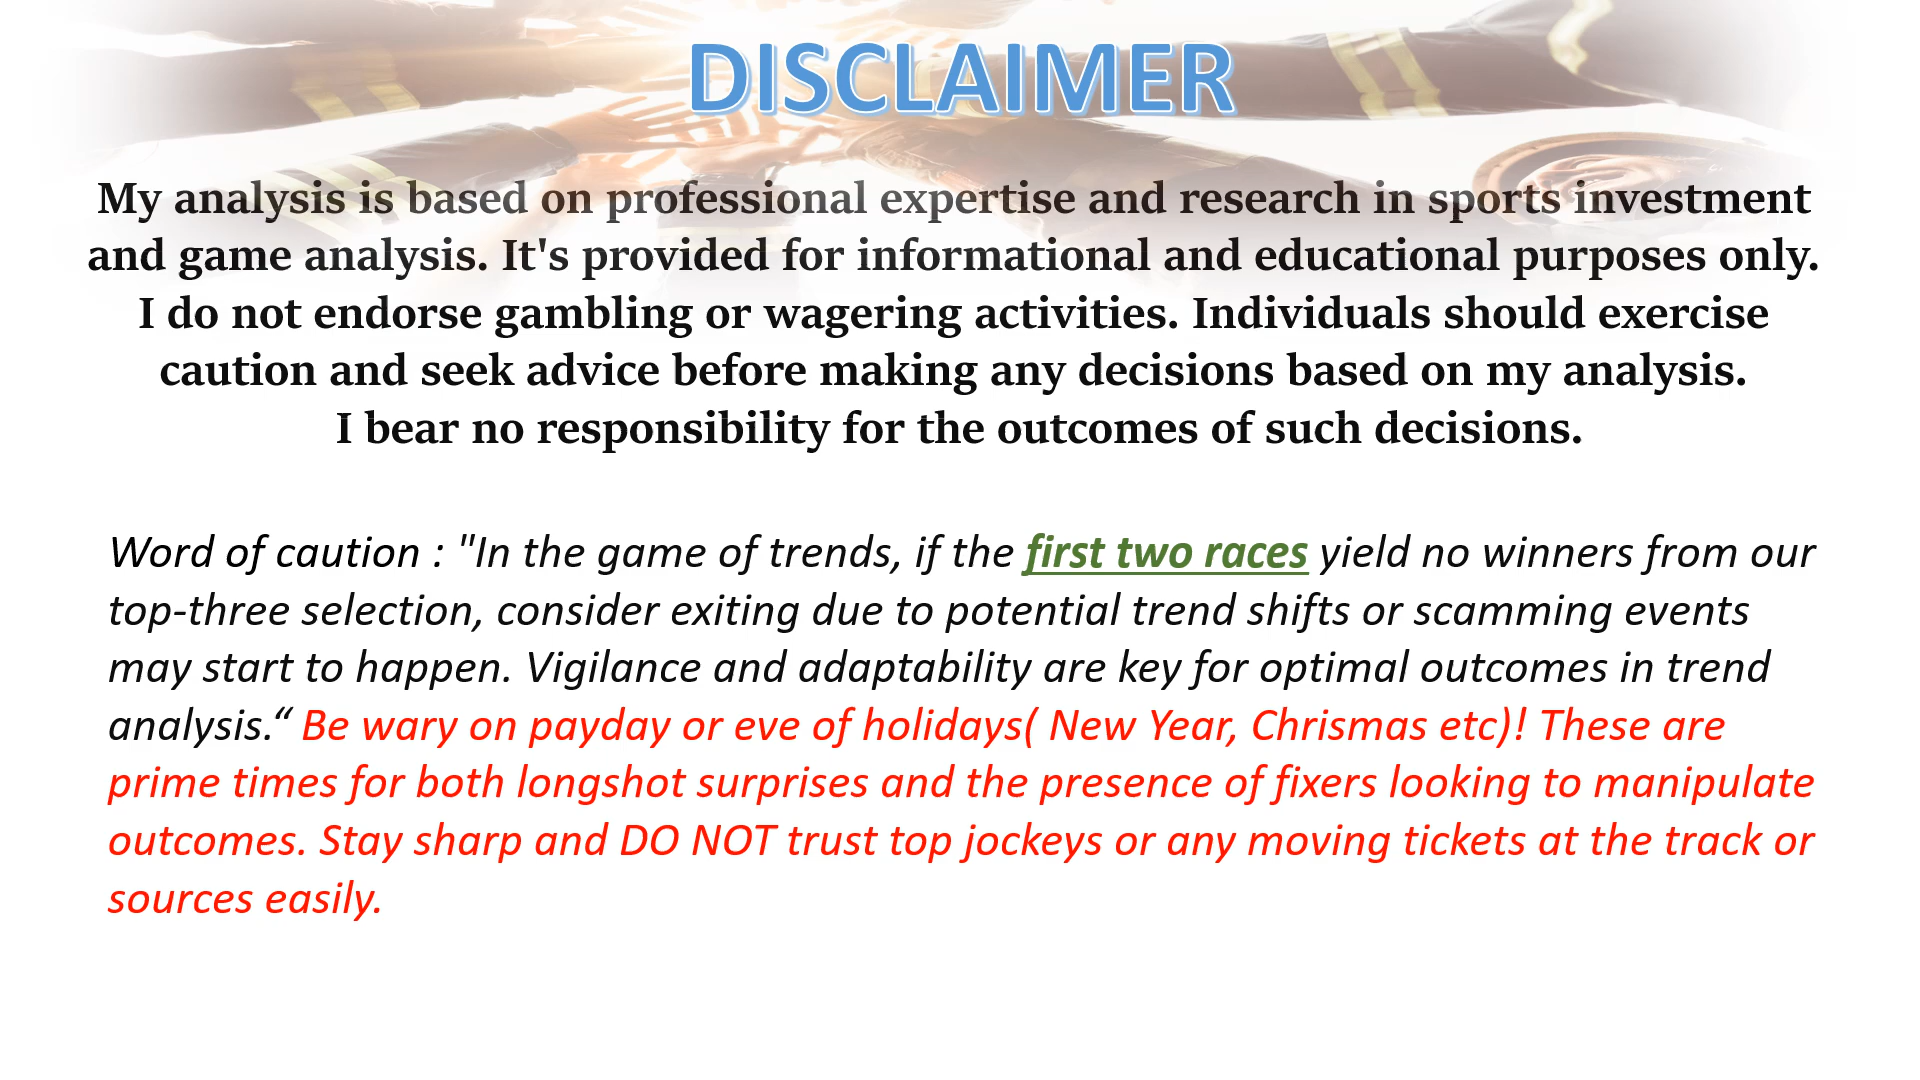 DISCLAIMER
My analysis is based on professional expertise and research in sports investment
and game analysis. It's provided for informational and educational purposes only.
I do not endorse gambling or wagering activities. Individuals should exercise
caution and seek advice before making any decisions based on my analysis.
I bear no responsibility for the outcomes of such decisions.
Word of caution : "In the game of trends, if the first two races yield no winners from our
top-three selection, consider exiting due to potential trend shifts or scamming events
may start to happen. Vigilance and adaptability are key for optimal outcomes in trend
analysis.“ Be wary on payday or eve of holidays( New Year, Chrismas etc)! These are
prime times for both longshot surprises and the presence of fixers looking to manipulate
outcomes. Stay sharp and DO NOT trust top jockeys or any moving tickets at the track or
sources easily.